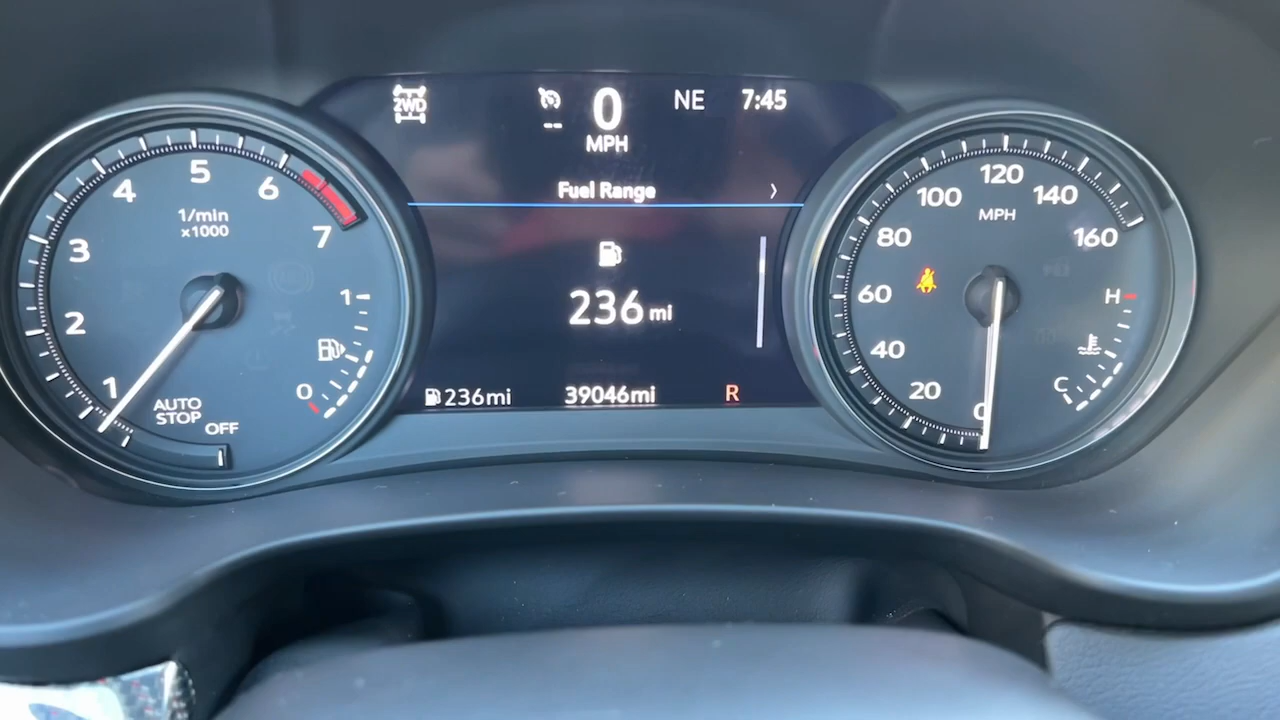 2WD
--
0
MPH
NE
7:45
Fuel Range
236 mi
236mi
39046mi
R
1
2
3
4
5
6
7
1/min
x1000
1
0
AUTO
STOP
OFF
0
20
40
60
80
100
120
140
160
MPH
H
C